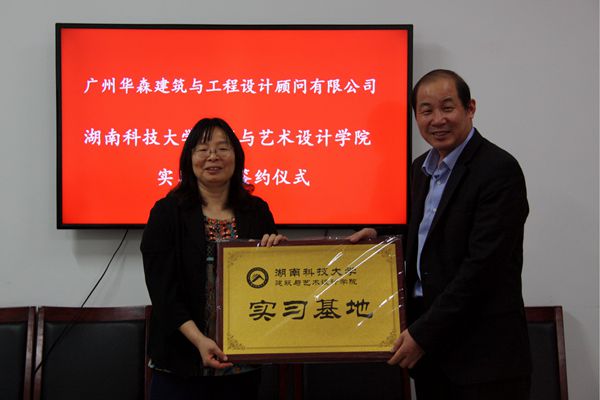 广州华森建筑与工程设计顾问有限公司
湖南科技大学 与艺术设计学院
实 签约仪式
湖南科技大学
建筑与艺术设计学院
实习基地